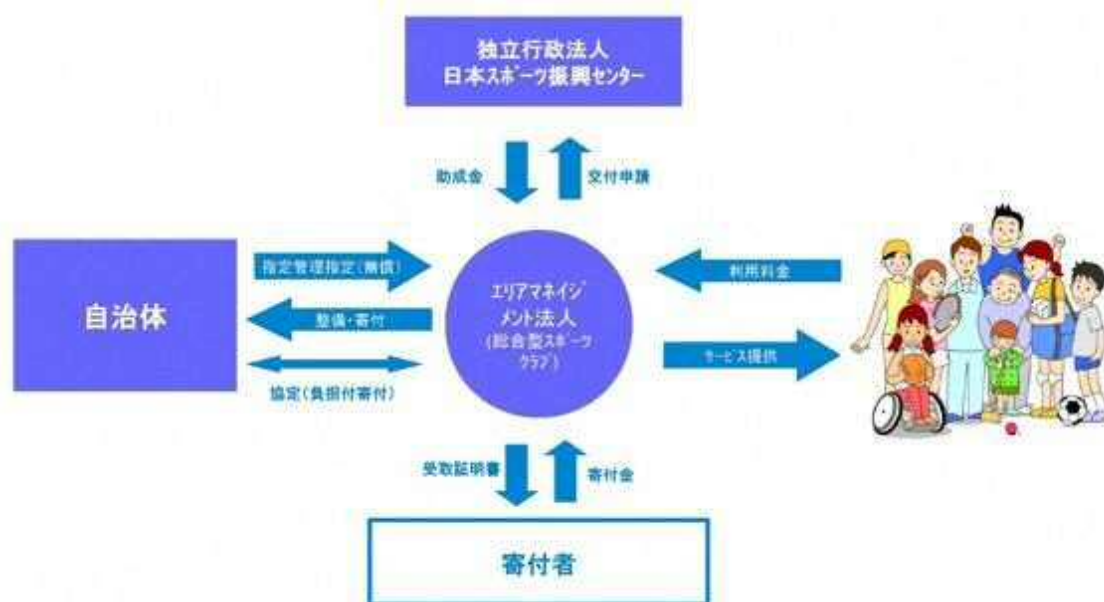 独立行政法人
日本スポーツ振興センター
助成金
交付申請
自治体
指定管理指定(無償)
整備・寄付
協定(負担付寄付)
エリアマネイジ
メント法人
(総合型スポーツ
クラブ)
利用料金
サービス提供
受取証明書
寄付金
寄付者